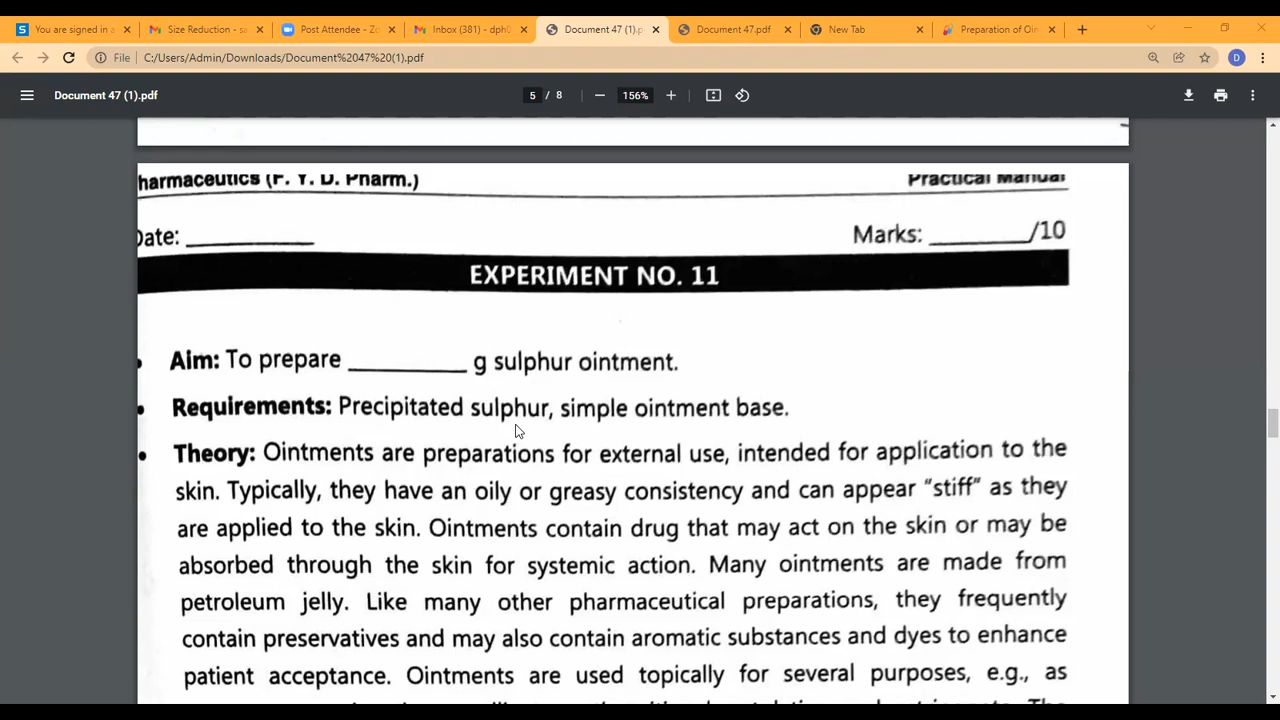 You are signed in a
Size Reduction - sa
Post Attendee - Zo
Inbox (381) - dph0
Document 47 (1).p
Document 47.pdf
New Tab
Preparation of Oin
File C:/Users/Admin/Downloads/Document%2047%20(1).pdf
D
Document 47 (1).pdf
5 / 8
156%
harmaceutics (F. Y. D. Pharm.) Practical Manual
Date: __________ Marks: ________/10
EXPERIMENT NO. 11
Aim: To prepare _________ g sulphur ointment.
Requirements: Precipitated sulphur, simple ointment base.
Theory: Ointments are preparations for external use, intended for application to the
skin. Typically, they have an oily or greasy consistency and can appear “stiff” as they
are applied to the skin. Ointments contain drug that may act on the skin or may be
absorbed through the skin for systemic action. Many ointments are made from
petroleum jelly. Like many other pharmaceutical preparations, they frequently
contain preservatives and may also contain aromatic substances and dyes to enhance
patient acceptance. Ointments are used topically for several purposes, e.g., as